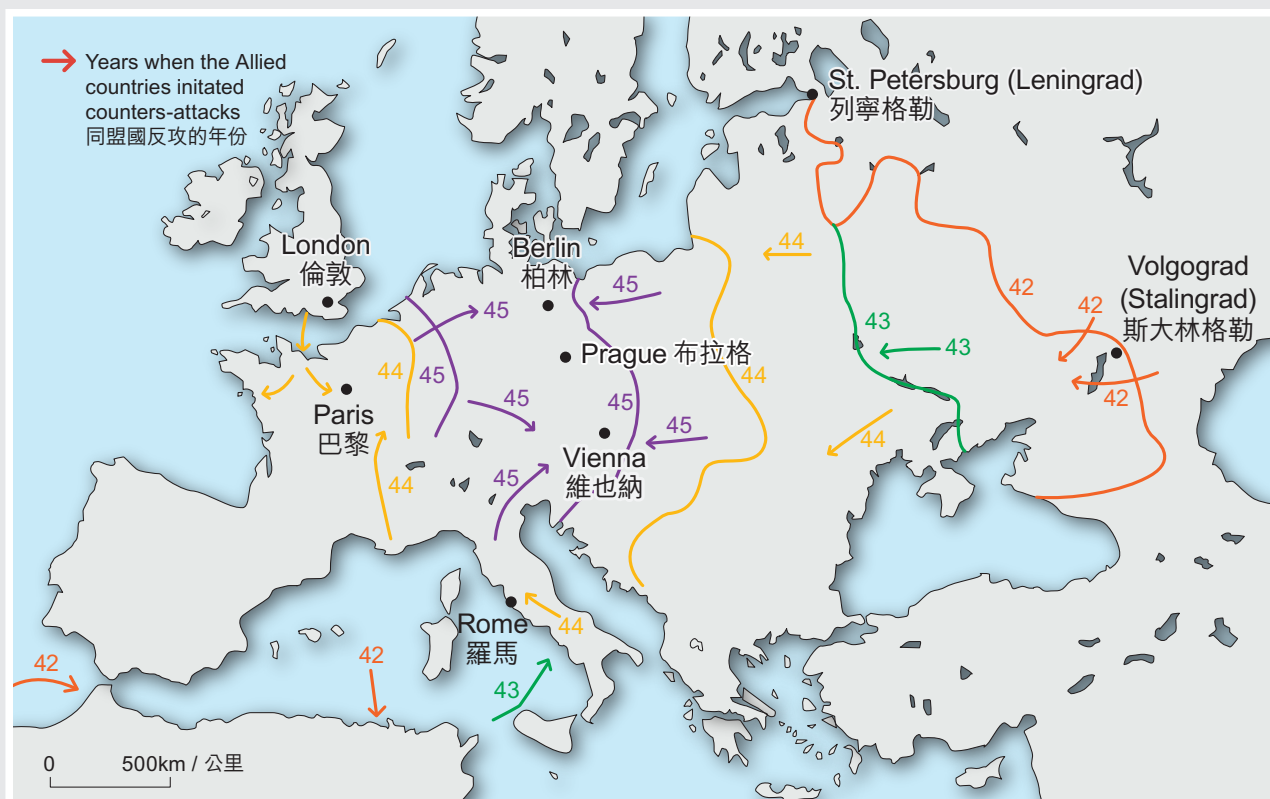 Years when the Allied
countries initated
counters-attacks
同盟國反攻的年份
St. Petersburg (Leningrad)
列寧格勒
London
倫敦
Berlin
柏林
44
Volgograd
(Stalingrad)
斯大林格勒
45
45
42
42
43
43
Prague 布拉格
44
45
44
45
45
42
Paris
巴黎
45
44
Vienna
維也納
44
45
Rome
羅馬
44
42
42
43
0 500km / 公里